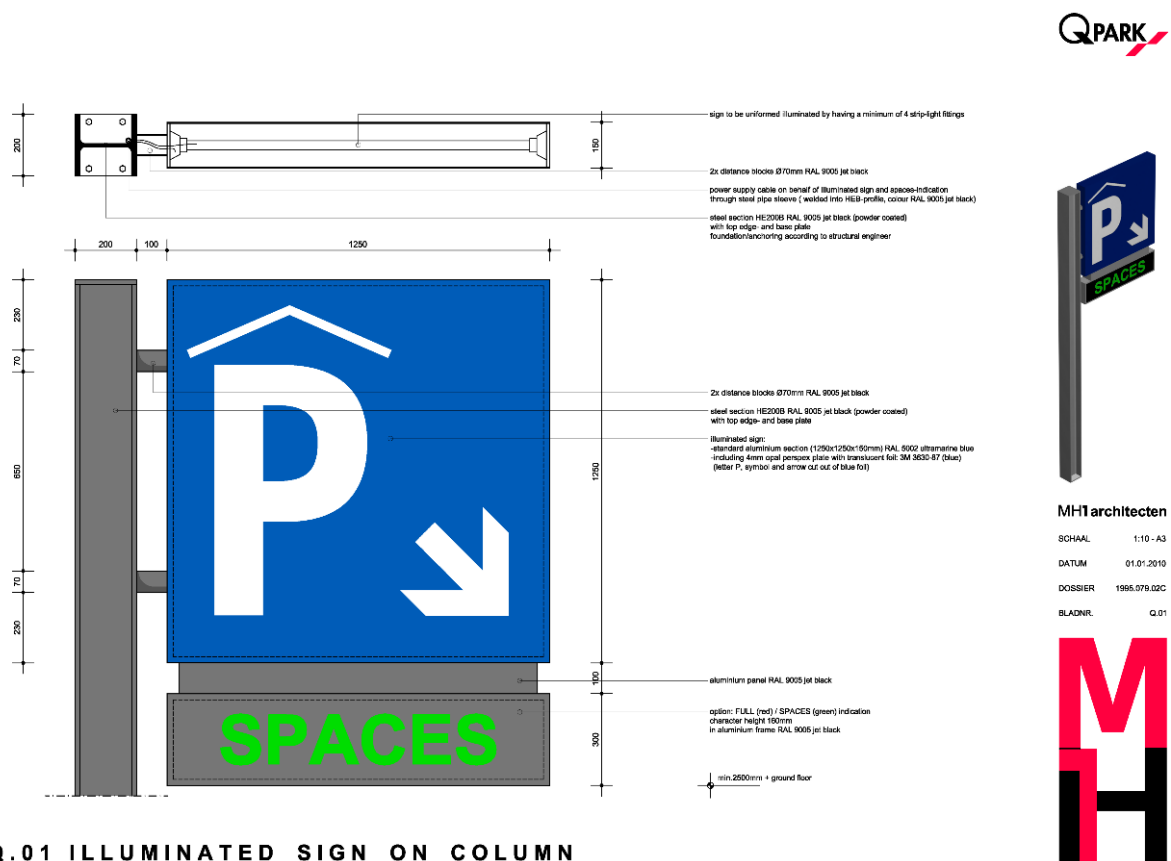 QPARK
200
150
sign to be uniformed illuminated by having a minimum of 4 strip-light fittings
2x distance blocks Ø70mm RAL 9005 jet black
power supply cable on behalf of illuminated sign and spaces-indication
through steel pipe sleeve ( welded into HEB-profile, colour RAL 9005 jet black)
steel section HE200B RAL 9005 jet black (powder coated)
with top edge- and base plate
foundation/anchoring according to structural engineer
200 100 1250
230
70
650
70
230
P
1250
2x distance blocks Ø70mm RAL 9005 jet black
steel section HE200B RAL 9005 jet black (powder coated)
with top edge- and base plate
illuminated sign:
-standard aluminium section (1250x1250x150mm) RAL 5002 ultramarine blue
-including 4mm opal perspex plate with translucent foil: 3M 3630-87 (blue)
(letter P, symbol and arrow cut out of blue foil)
100
aluminium panel RAL 9005 jet black
SPACES
300
option: FULL (red) / SPACES (green) indication
character height 160mm
in aluminium frame RAL 9005 jet black
min.2500mm + ground floor
P
SPACES
MH1architecten
SCHAAL 1:10 - A3
DATUM 01.01.2010
DOSSIER 1995.079.02C
BLADNR. Q.01
MH1
Q.01 ILLUMINATED SIGN ON COLUMN